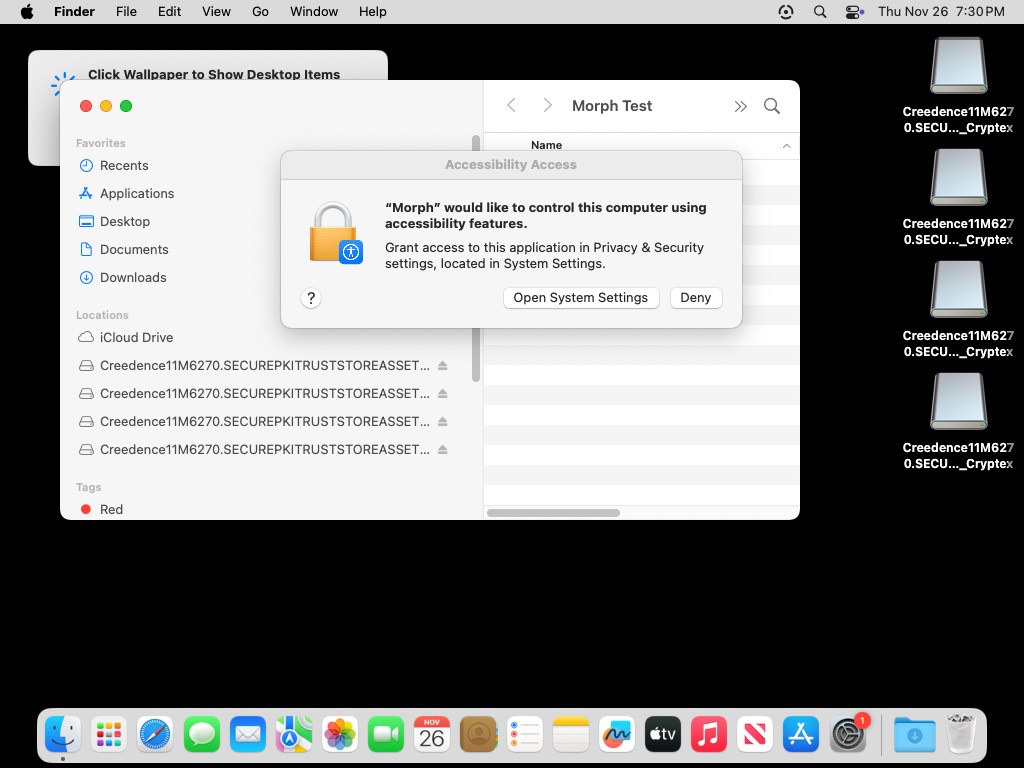 Finder File Edit View Go Window Help Thu Nov 26 7:30 PM
Click Wallpaper to Show Desktop Items
Morph Test
Favorites
Recents
Applications
Desktop
Documents
Downloads
Locations
iCloud Drive
Creedence11M6270.SECUREPKITRUSTSTOREASSET...
Creedence11M6270.SECUREPKITRUSTSTOREASSET...
Creedence11M6270.SECUREPKITRUSTSTOREASSET...
Creedence11M6270.SECUREPKITRUSTSTOREASSET...
Tags
Red
Name
Accessibility Access
“Morph” would like to control this computer using
accessibility features.
Grant access to this application in Privacy & Security
settings, located in System Settings.
?
Open System Settings
Deny
Creedence11M627
0.SECU..._Cryptex
Creedence11M627
0.SECU..._Cryptex
Creedence11M627
0.SECU..._Cryptex
Creedence11M627
0.SECU..._Cryptex
NOV
26
tv
1